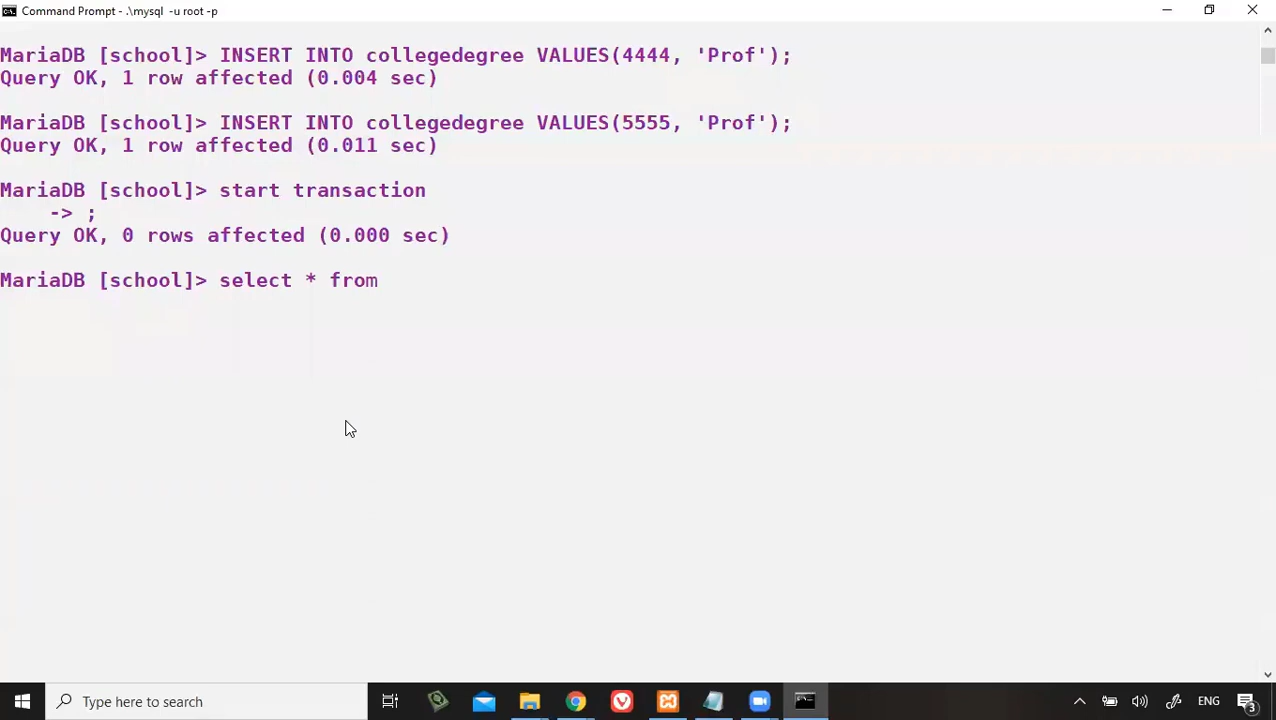 Command Prompt - .\mysql -u root -p
MariaDB [school]> INSERT INTO collegedegree VALUES(4444, 'Prof');
Query OK, 1 row affected (0.004 sec)
MariaDB [school]> INSERT INTO collegedegree VALUES(5555, 'Prof');
Query OK, 1 row affected (0.011 sec)
MariaDB [school]> start transaction
-> ;
Query OK, 0 rows affected (0.000 sec)
MariaDB [school]> select * from
Type here to search
ENG
3